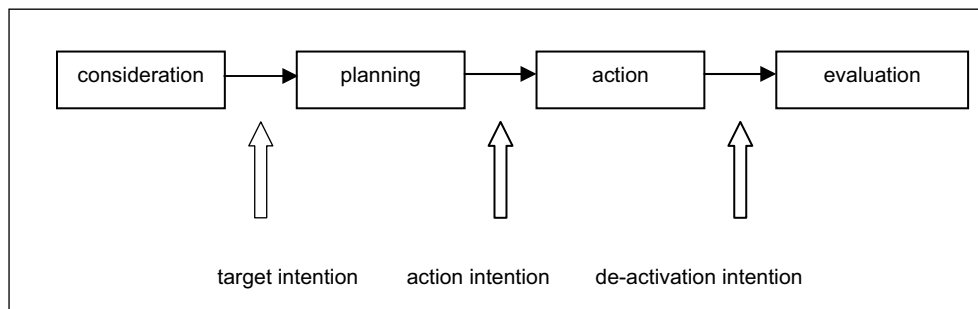 consideration
planning
action
evaluation
target intention
action intention
de-activation intention